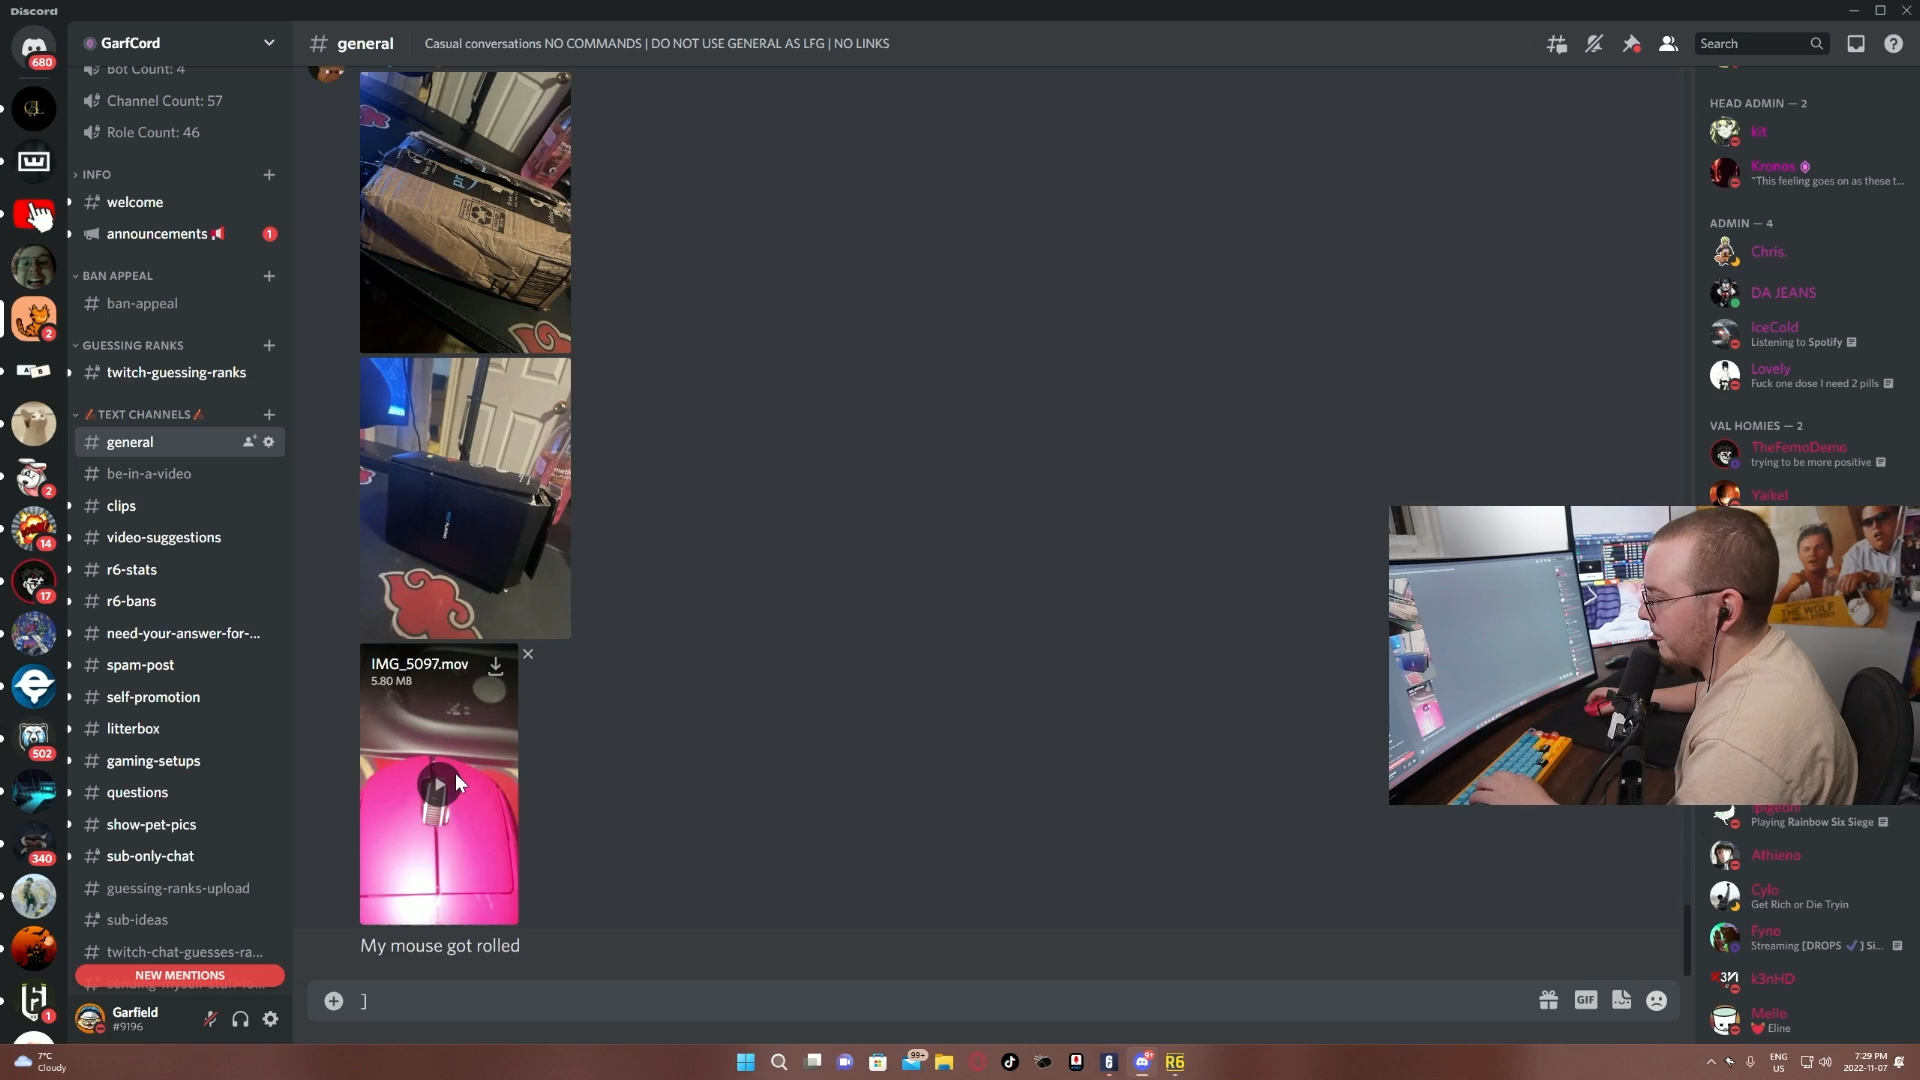 Discord
680
GarfCord
general
Casual conversations NO COMMANDS | DO NOT USE GENERAL AS LFG | NO LINKS
Search
Bot Count: 4
Channel Count: 57
Role Count: 46
INFO
welcome
announcements
1
BAN APPEAL
ban-appeal
2
GUESSING RANKS
twitch-guessing-ranks
TEXT CHANNELS
general
be-in-a-video
2
clips
14
video-suggestions
r6-stats
17
r6-bans
need-your-answer-for-...
spam-post
self-promotion
litterbox
502
gaming-setups
questions
show-pet-pics
340
sub-only-chat
guessing-ranks-upload
sub-ideas
twitch-chat-guesses-ra...
NEW MENTIONS
1
Garfield
#9196
IMG_5097.mov
5.80 MB
My mouse got rolled
]
GIF
HEAD ADMIN — 2
kit
Kronos
"This feeling goes on as these t...
ADMIN — 4
Chris.
DA JEANS
IceCold
Listening to Spotify
Lovely
Fuck one dose I need 2 pills
VAL HOMIES — 2
TheFemoDemo
trying to be more positive
Yaikel
THE WOLF
Playing Rainbow Six Siege
Athieno
Cylo
Get Rich or Die Tryin
Fyno
Streaming [DROPS ✓] Si...
k3nHD
Mello
Eline
7°C
Cloudy
99+
R6
ENG
US
7:29 PM
2022-11-07